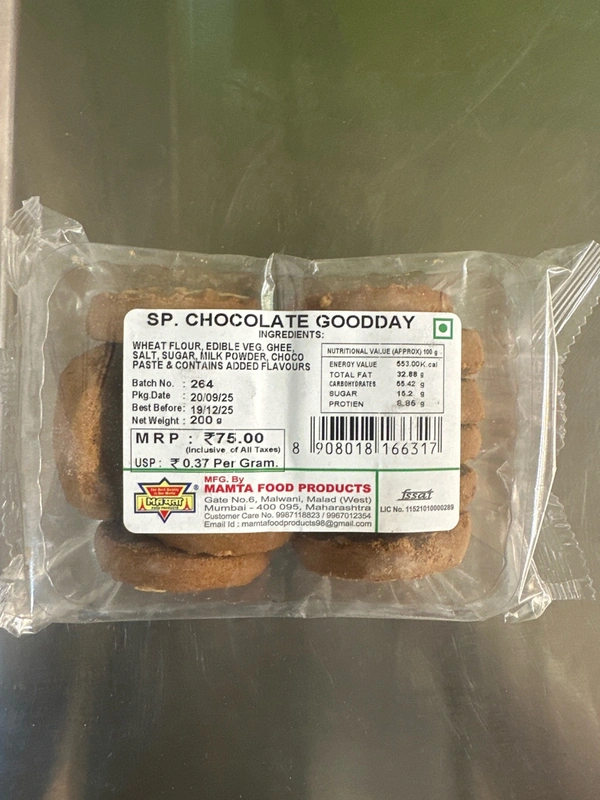 SP. CHOCOLATE GOODDAY
INGREDIENTS:
WHEAT FLOUR, EDIBLE VEG. GHEE,
SALT, SUGAR, MILK POWDER, CHOCO
PASTE & CONTAINS ADDED FLAVOURS
Batch No. : 264
Pkg.Date : 20/09/25
Best Before: 19/12/25
Net Weight : 200 g
MRP : ₹75.00
(Inclusive of All Taxes)
USP : ₹ 0.37 Per Gram.
NUTRITIONAL VALUE (APPROX) 100 g
ENERGY VALUE 553.00K.cal
TOTAL FAT 32.88 g
CARBOHYDRATES 55.42 g
SUGAR 15.2 g
PROTIEN 8.86 g
8 908018 166317
MFG. By
MAMTA FOOD PRODUCTS
Gate No.6, Malwani, Malad (West)
Mumbai - 400 095, Maharashtra
Customer Care No. 9987118823 / 9967012354
Email Id : mamtafoodproducts98@gmail.com
ममता
FOOD PRODUCTS
®
fssai
LIC No. 11521010000289